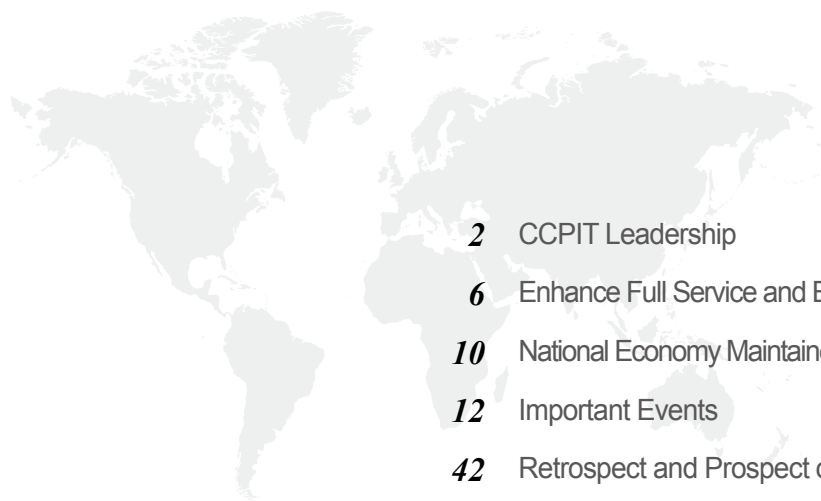 2 CCPIT Leadership
6 Enhance Full Service and
10 National Economy
12 Important Events
42 Retrospect and Prospect